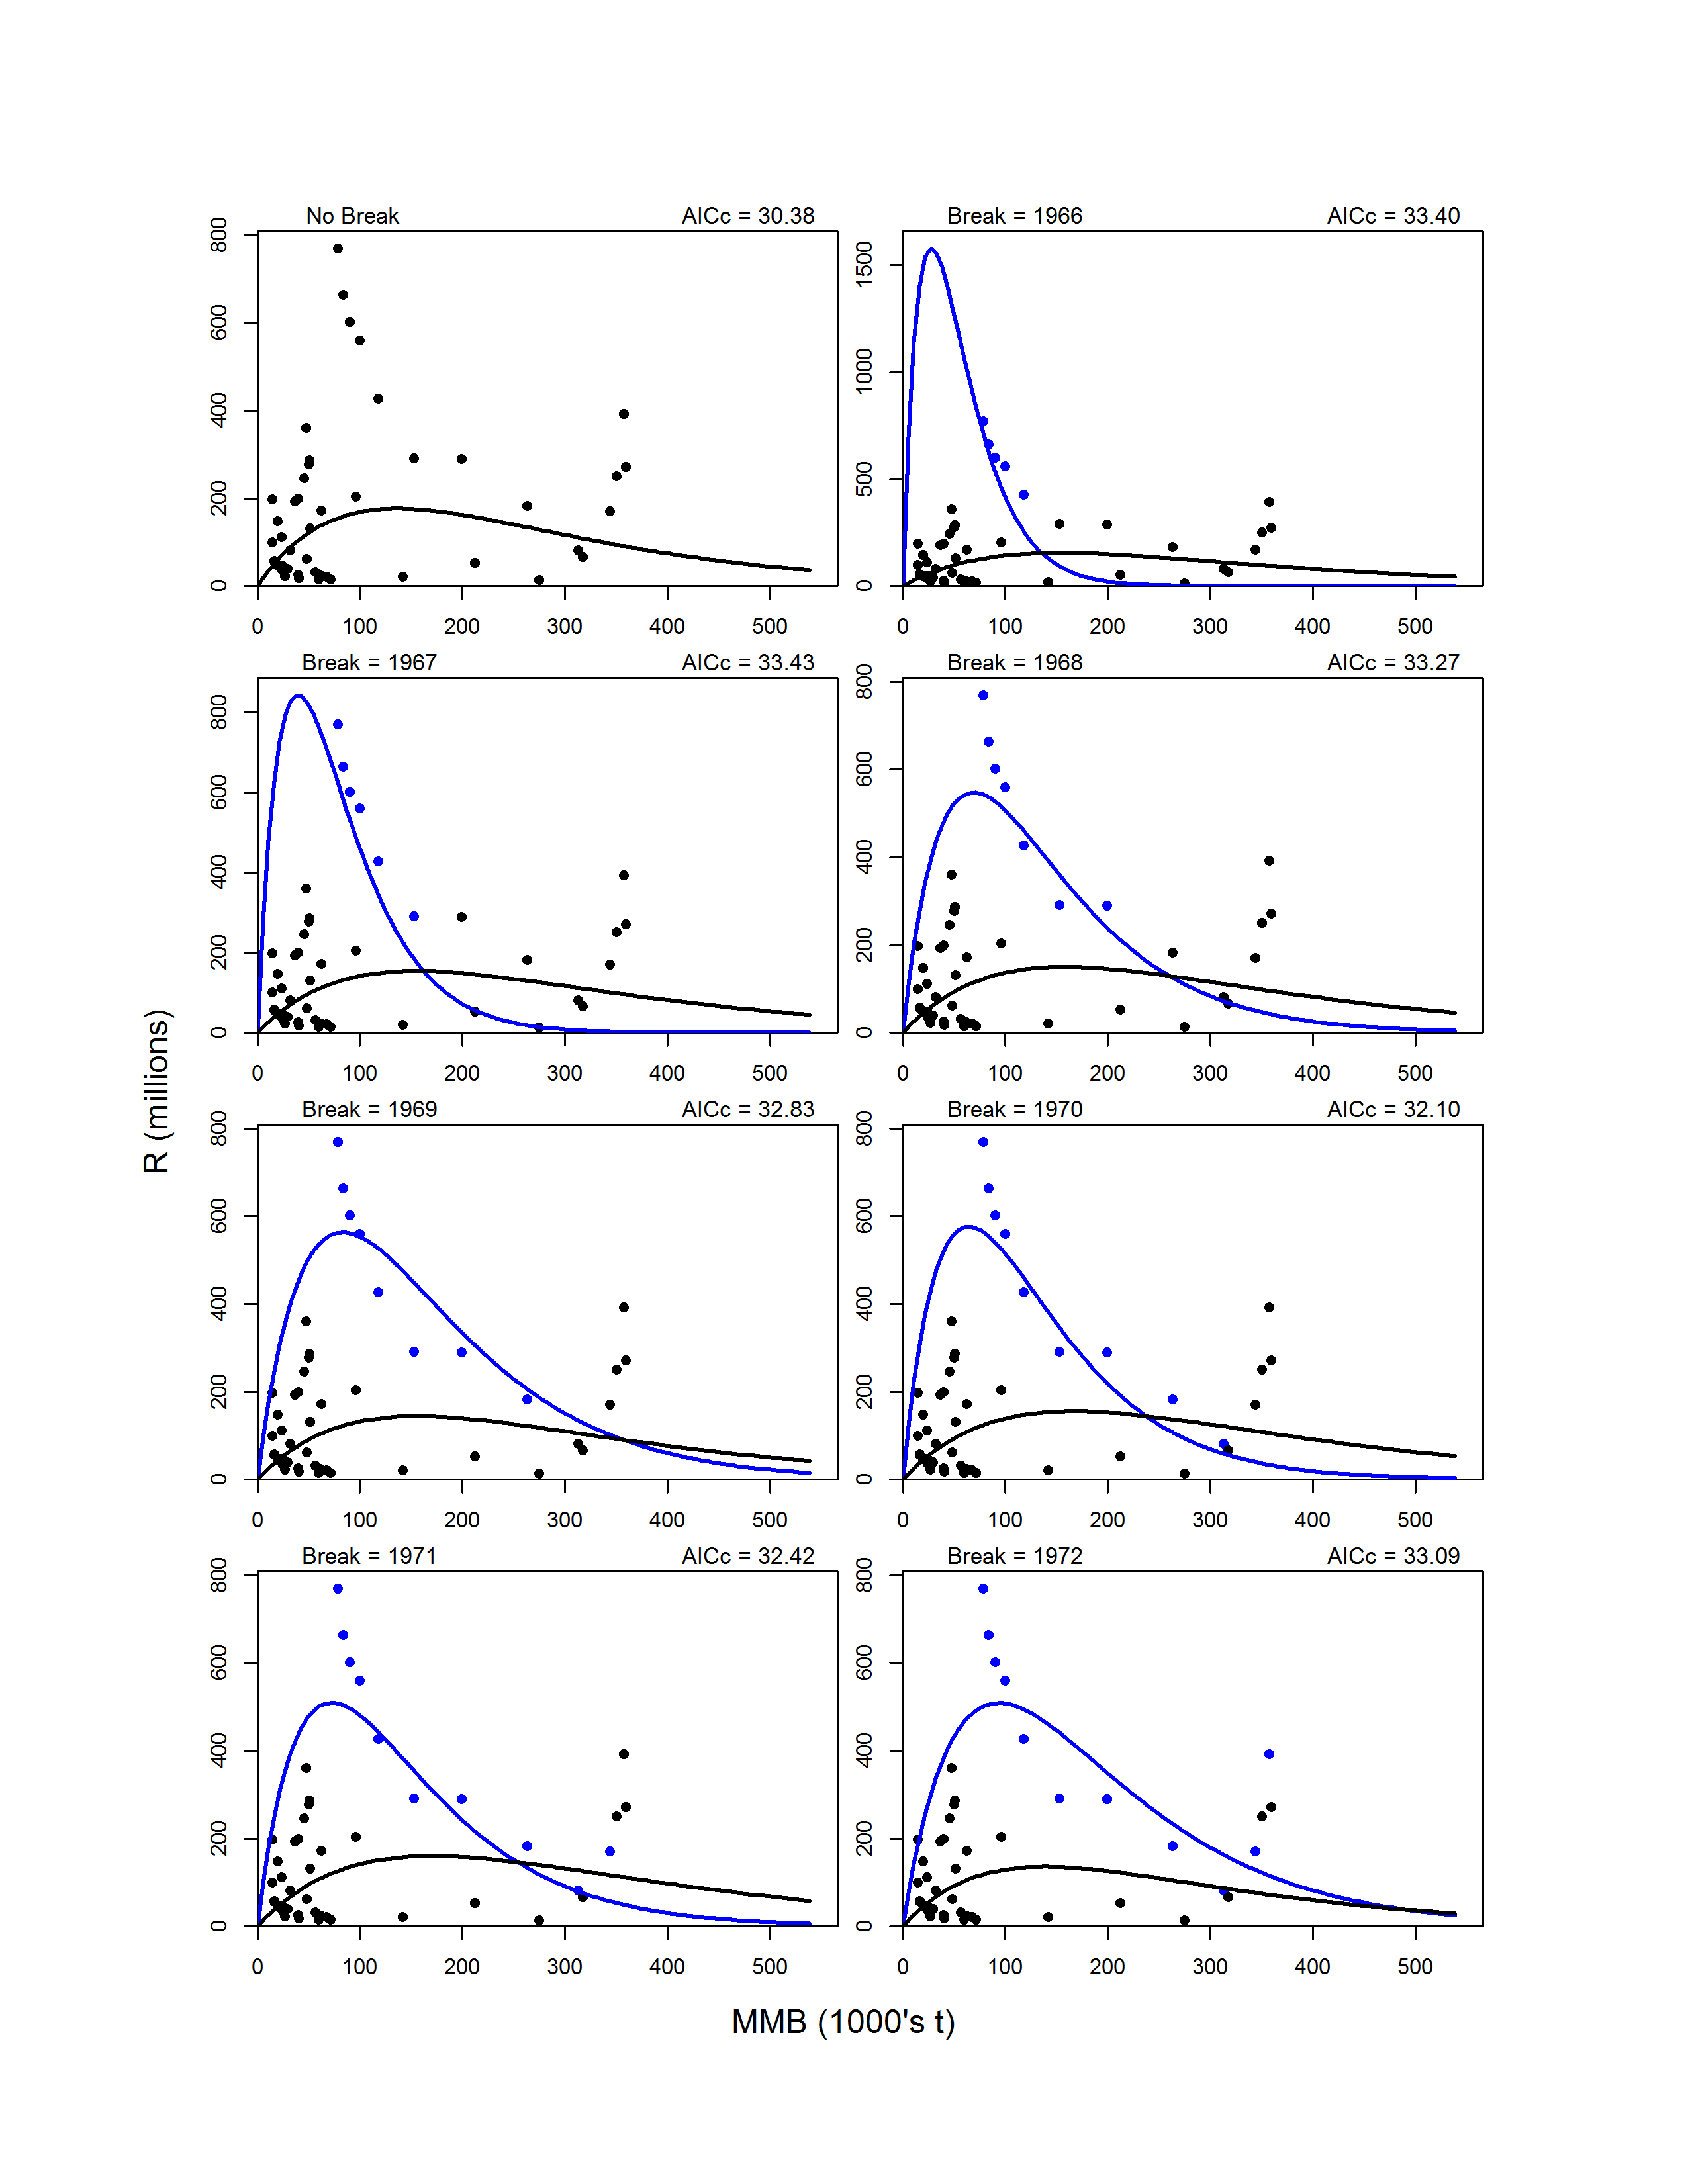 No Break AICc = 30.38
800
600
400
200
0
0 100 200 300 400 500
Break = 1966 AICc = 33.40
1500
1000
500
0
0 100 200 300 400 500
Break = 1967 AICc = 33.43
800
600
400
200
0
0 100 200 300 400 500
Break = 1968 AICc = 33.27
800
600
400
200
0
0 100 200 300 400 500
R (millions)
Break = 1969 AICc = 32.83
800
600
400
200
0
0 100 200 300 400 500
Break = 1970 AICc = 32.10
800
600
400
200
0
0 100 200 300 400 500
Break = 1971 AICc = 32.42
800
600
400
200
0
0 100 200 300 400 500
Break = 1972 AICc = 33.09
800
600
400
200
0
0 100 200 300 400 500
MMB (1000's t)